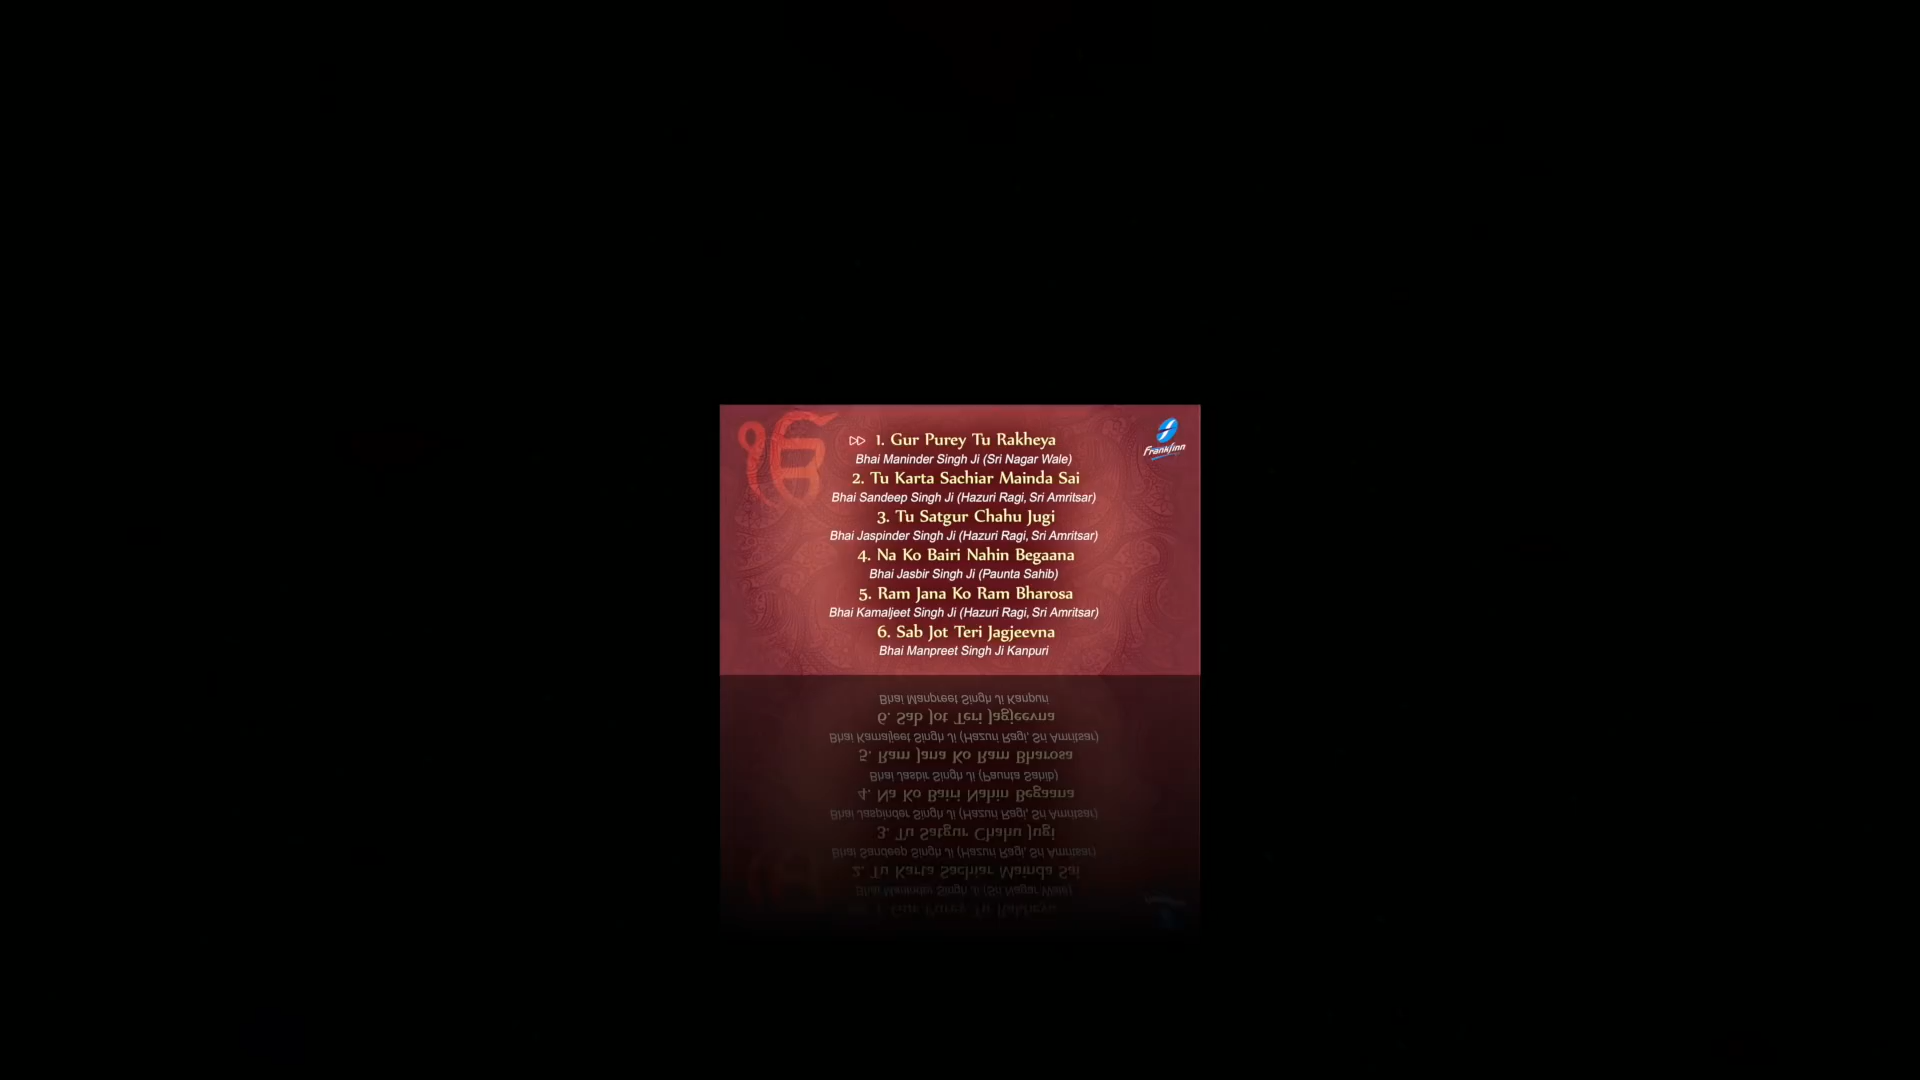 ੴ
1. Gur Purey Tu Rakheya
Bhai Maninder Singh Ji (Sri Nagar Wale)
2. Tu Karta Sachiar Mainda Sai
Bhai Sandeep Singh Ji (Hazuri Ragi, Sri Amritsar)
3. Tu Satgur Chahu Jugi
Bhai Jaspinder Singh Ji (Hazuri Ragi, Sri Amritsar)
4. Na Ko Bairi Nahin Begaana
Bhai Jasbir Singh Ji (Paunta Sahib)
5. Ram Jana Ko Ram Bharosa
Bhai Kamaljeet Singh Ji (Hazuri Ragi, Sri Amritsar)
6. Sab Jot Teri Jagjeevna
Bhai Manpreet Singh Ji Kanpuri
Frankfinn